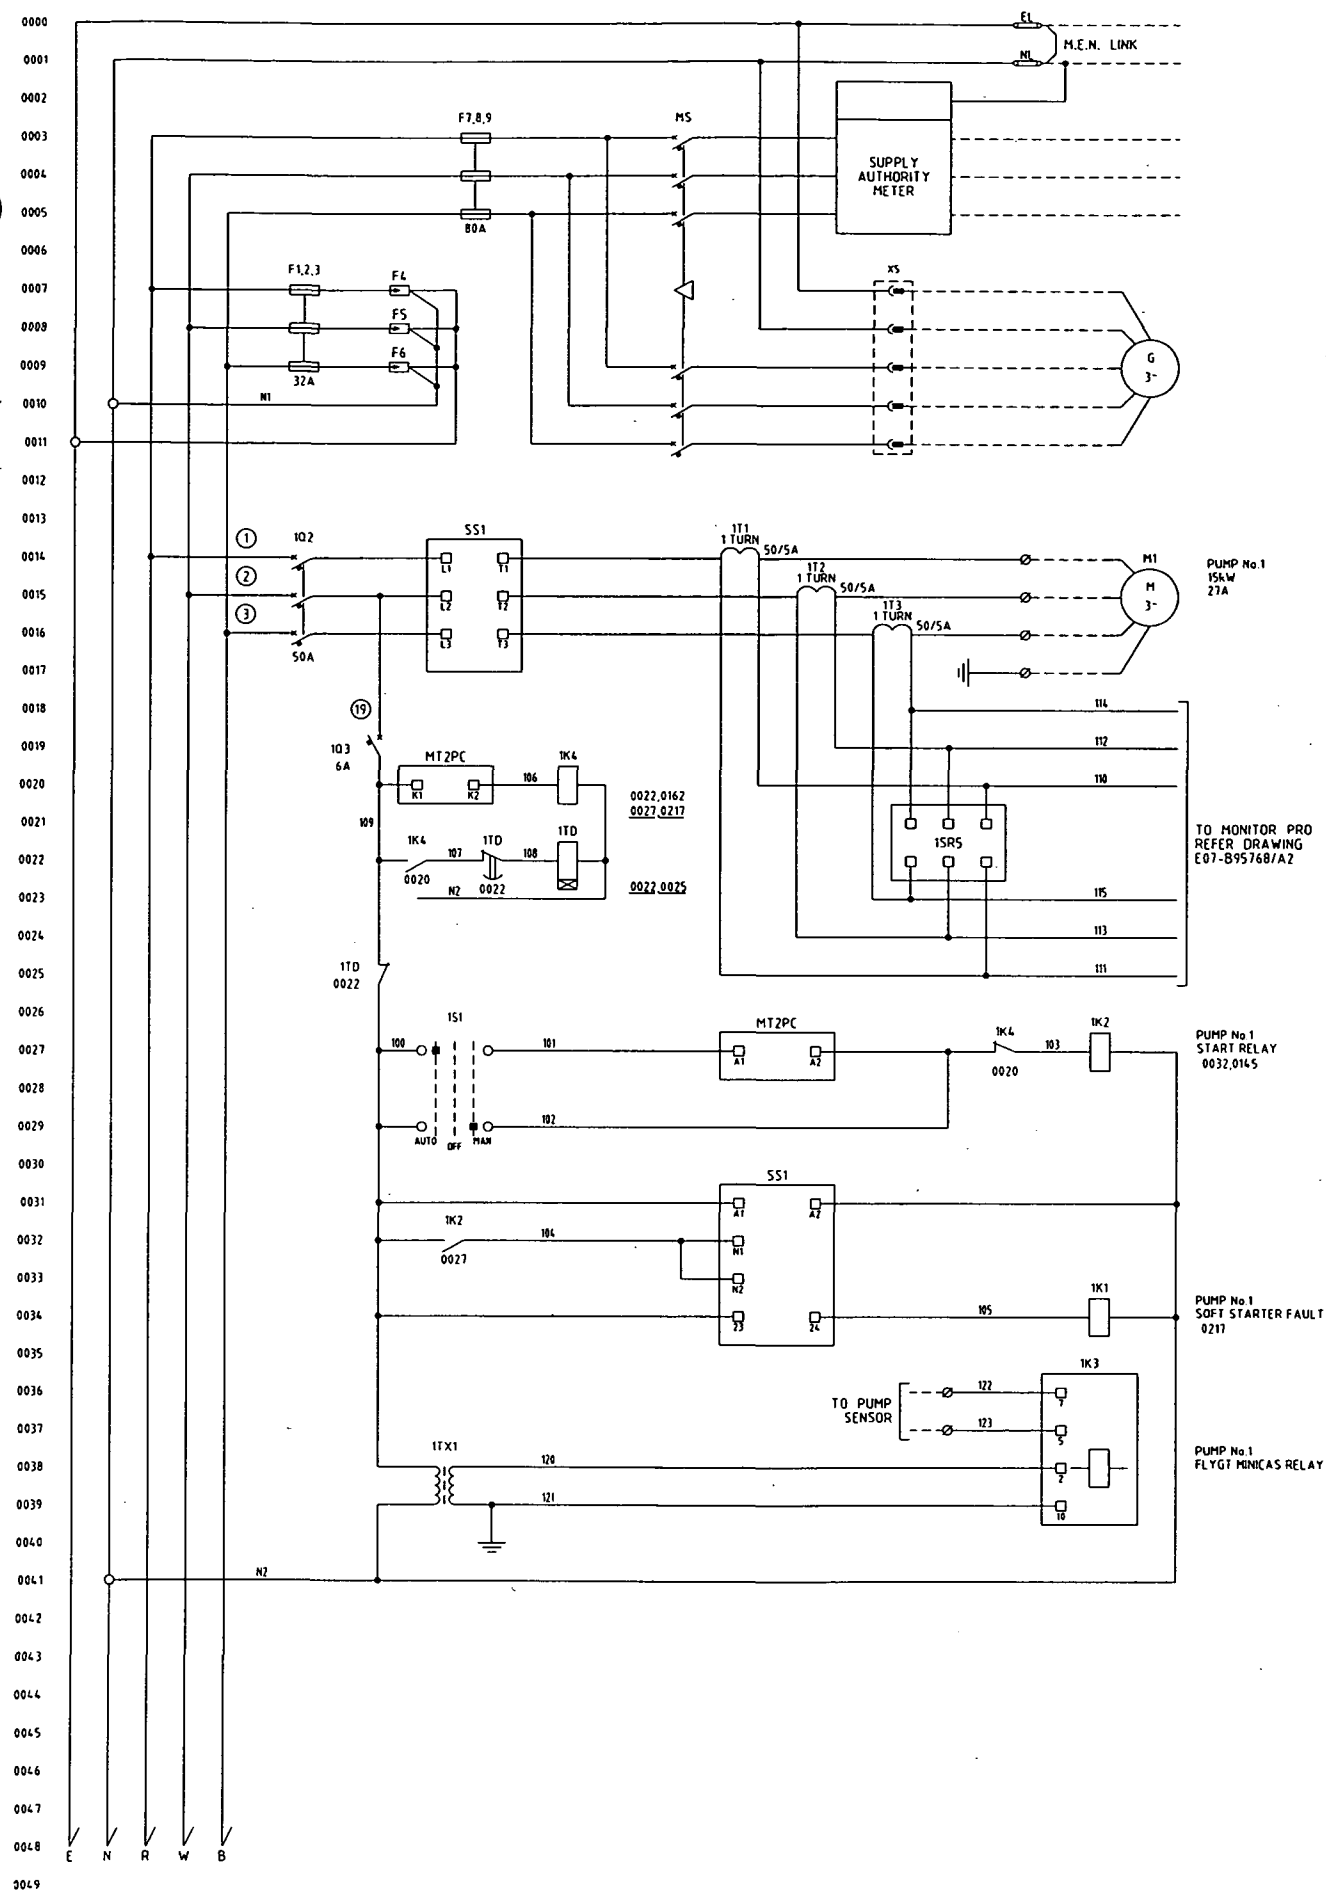 0000
EL
M.E.N. LINK
0001
NL
0002
F7,8,9
MS
0003
SUPPLY
AUTHORITY
METER
0004
0005
80A
0006
F1,2,3
F4
XS
0007
F5
0008
F6
G
3~
0009
32A
0010
N1
0011
0012
0013
1
1Q2
SS1
1T1
1 TURN
50/5A
M1
PUMP No.1
15kW
27A
0014
L1
T1
2
1T2
1 TURN
50/5A
M
3~
0015
L2
T2
3
1T3
1 TURN
50/5A
0016
L3
T3
50A
0017
19
0018
114
0019
1Q3
6A
112
MT2PC
1K4
0020
K1
K2
106
110
0022,0162
0027,0217
0021
109
1SR5
TO MONITOR PRO
REFER DRAWING
E07-B95768/A2
1K4
1TD
1TD
0022
107
108
0020
0022
0022,0025
0023
N2
115
0024
113
1TD
0022
0025
111
0026
1S1
MT2PC
1K4
1K2
PUMP No.1
START RELAY
0032,0145
0027
100
101
A1
A2
103
0020
0028
0029
102
AUTO
OFF
MAN
0030
SS1
0031
A1
A2
1K2
0032
104
N1
0027
0033
N2
1K1
PUMP No.1
SOFT STARTER FAULT
0217
0034
23
24
105
0035
1K3
0036
TO PUMP
SENSOR
122
7
0037
123
5
1TX1
PUMP No.1
FLYGT MINICAS RELAY
0038
120
2
0039
121
10
0040
0041
N2
0042
0043
0044
0045
0046
0047
0048
E
N
R
W
B
0049